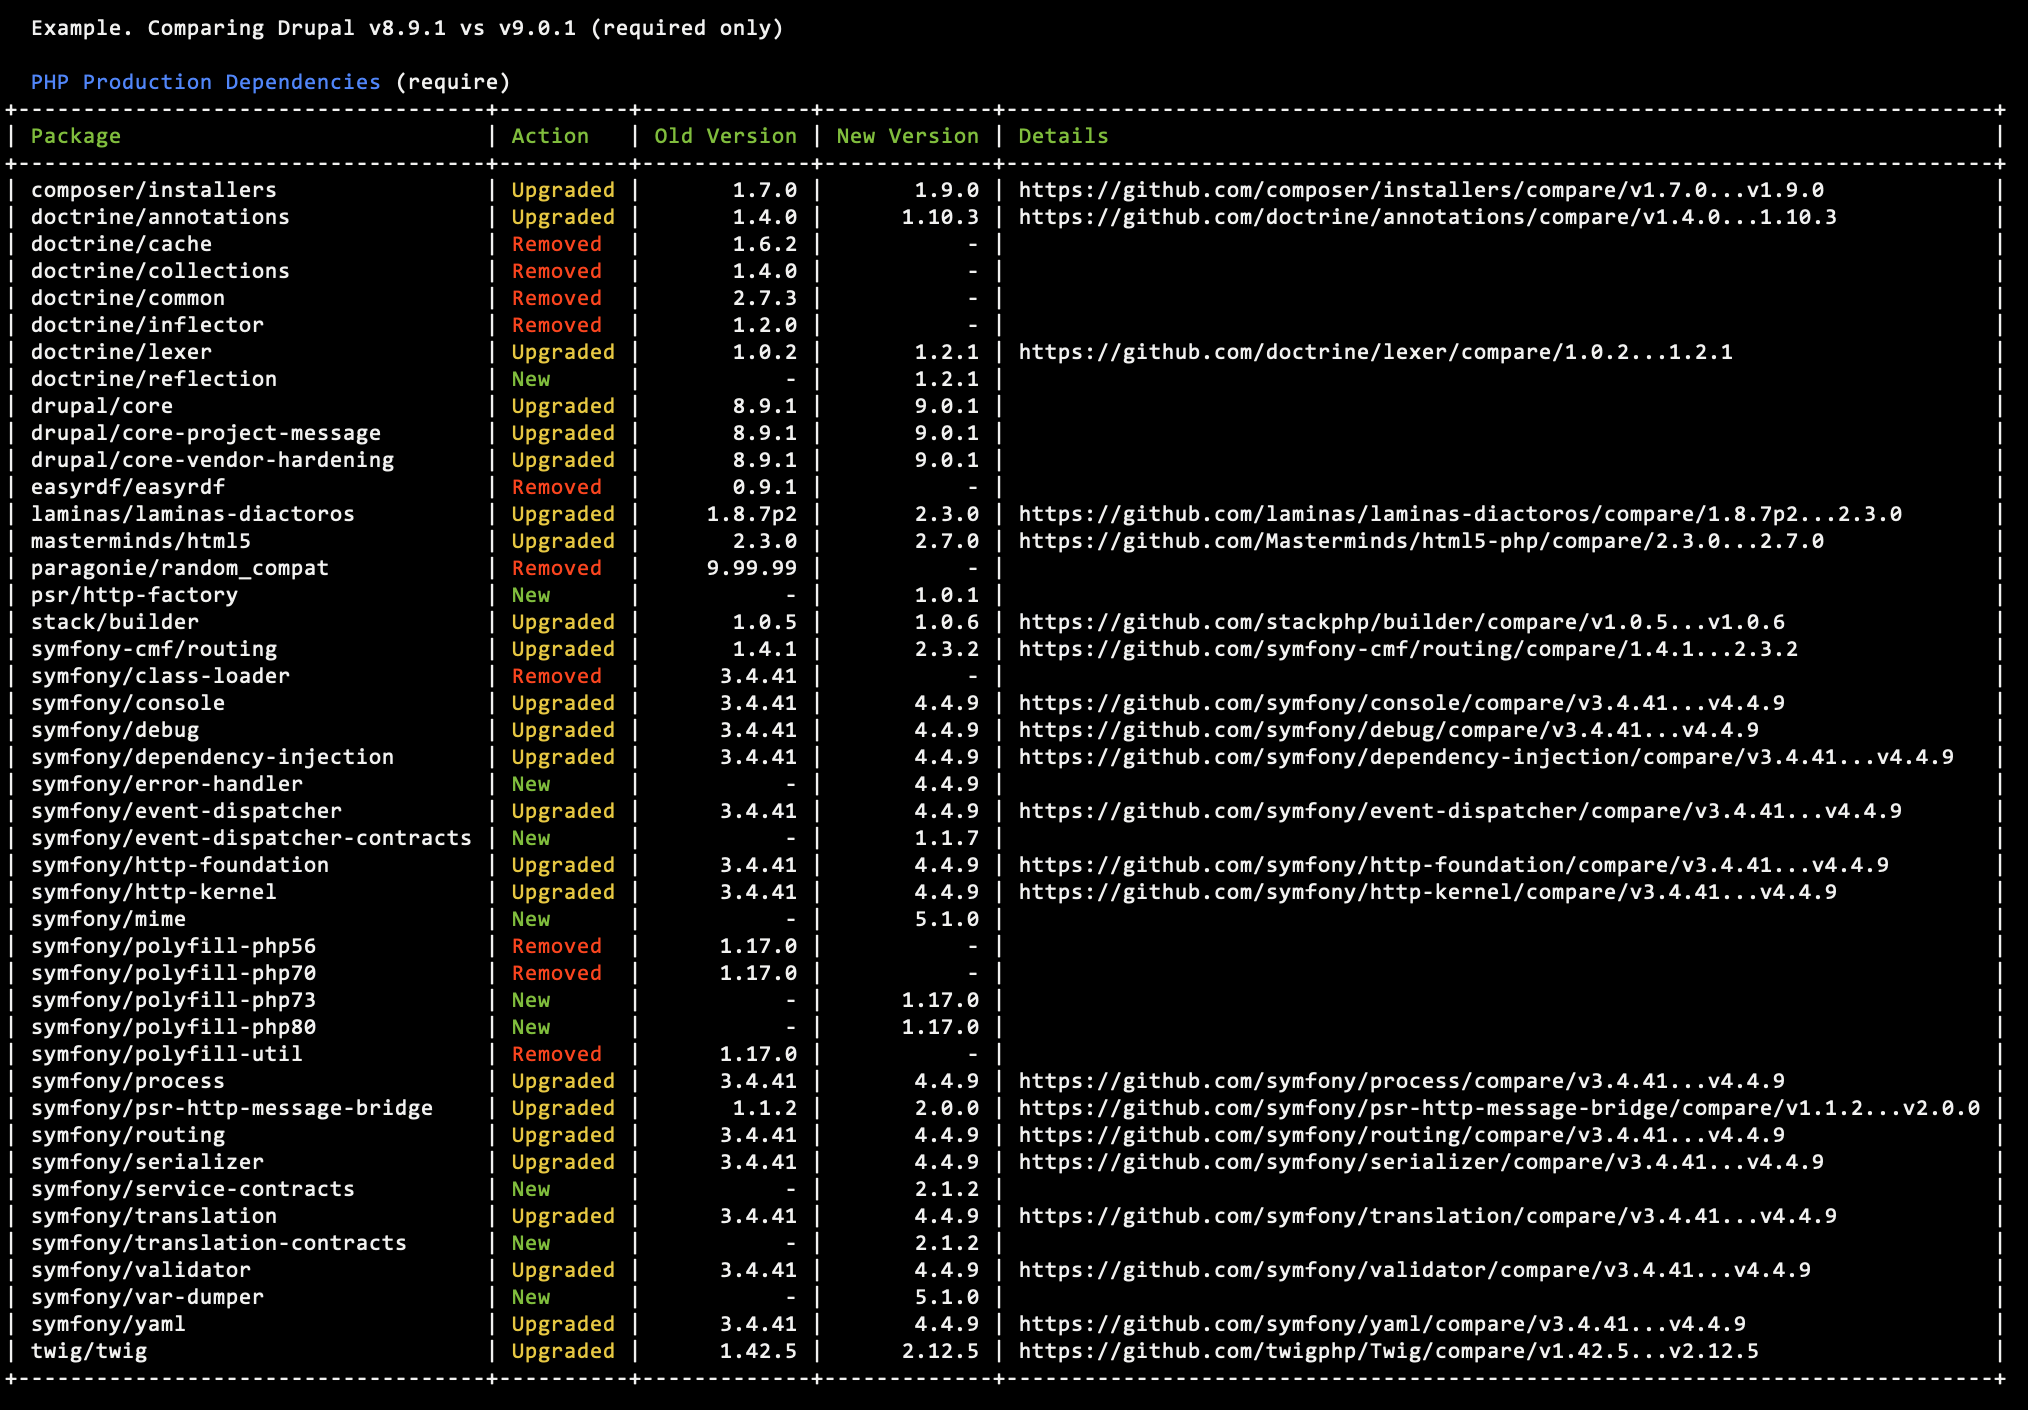 Example. Comparing Drupal v8.9.1 vs v9.0.1 (required only)
PHP Production Dependencies (require)
+------------------------------------+----------+-------------+-------------+----------------------------------------------------------------------------+
| Package | Action | Old Version | New Version | Details |
+------------------------------------+----------+-------------+-------------+----------------------------------------------------------------------------+
| composer/installers | Upgraded | 1.7.0 | 1.9.0 | https://github.com/composer/installers/compare/v1.7.0...v1.9.0 |
| doctrine/annotations | Upgraded | 1.4.0 | 1.10.3 | https://github.com/doctrine/annotations/compare/v1.4.0...1.10.3 |
| doctrine/cache | Removed | 1.6.2 | - | |
| doctrine/collections | Removed | 1.4.0 | - | |
| doctrine/common | Removed | 2.7.3 | - | |
| doctrine/inflector | Removed | 1.2.0 | - | |
| doctrine/lexer | Upgraded | 1.0.2 | 1.2.1 | https://github.com/doctrine/lexer/compare/1.0.2...1.2.1 |
| doctrine/reflection | New | - | 1.2.1 | |
| drupal/core | Upgraded | 8.9.1 | 9.0.1 | |
| drupal/core-project-message | Upgraded | 8.9.1 | 9.0.1 | |
| drupal/core-vendor-hardening | Upgraded | 8.9.1 | 9.0.1 | |
| easyrdf/easyrdf | Removed | 0.9.1 | - | |
| laminas/laminas-diactoros | Upgraded | 1.8.7p2 | 2.3.0 | https://github.com/laminas/laminas-diactoros/compare/1.8.7p2...2.3.0 |
| masterminds/html5 | Upgraded | 2.3.0 | 2.7.0 | https://github.com/Masterminds/html5-php/compare/2.3.0...2.7.0 |
| paragonie/random_compat | Removed | 9.99.99 | - | |
| psr/http-factory | New | - | 1.0.1 | |
| stack/builder | Upgraded | 1.0.5 | 1.0.6 | https://github.com/stackphp/builder/compare/v1.0.5...v1.0.6 |
| symfony-cmf/routing | Upgraded | 1.4.1 | 2.3.2 | https://github.com/symfony-cmf/routing/compare/1.4.1...2.3.2 |
| symfony/class-loader | Removed | 3.4.41 | - | |
| symfony/console | Upgraded | 3.4.41 | 4.4.9 | https://github.com/symfony/console/compare/v3.4.41...v4.4.9 |
| symfony/debug | Upgraded | 3.4.41 | 4.4.9 | https://github.com/symfony/debug/compare/v3.4.41...v4.4.9 |
| symfony/dependency-injection | Upgraded | 3.4.41 | 4.4.9 | https://github.com/symfony/dependency-injection/compare/v3.4.41...v4.4.9 |
| symfony/error-handler | New | - | 4.4.9 | |
| symfony/event-dispatcher | Upgraded | 3.4.41 | 4.4.9 | https://github.com/symfony/event-dispatcher/compare/v3.4.41...v4.4.9 |
| symfony/event-dispatcher-contracts | New | - | 1.1.7 | |
| symfony/http-foundation | Upgraded | 3.4.41 | 4.4.9 | https://github.com/symfony/http-foundation/compare/v3.4.41...v4.4.9 |
| symfony/http-kernel | Upgraded | 3.4.41 | 4.4.9 | https://github.com/symfony/http-kernel/compare/v3.4.41...v4.4.9 |
| symfony/mime | New | - | 5.1.0 | |
| symfony/polyfill-php56 | Removed | 1.17.0 | - | |
| symfony/polyfill-php70 | Removed | 1.17.0 | - | |
| symfony/polyfill-php73 | New | - | 1.17.0 | |
| symfony/polyfill-php80 | New | - | 1.17.0 | |
| symfony/polyfill-util | Removed | 1.17.0 | - | |
| symfony/process | Upgraded | 3.4.41 | 4.4.9 | https://github.com/symfony/process/compare/v3.4.41...v4.4.9 |
| symfony/psr-http-message-bridge | Upgraded | 1.1.2 | 2.0.0 | https://github.com/symfony/psr-http-message-bridge/compare/v1.1.2...v2.0.0 |
| symfony/routing | Upgraded | 3.4.41 | 4.4.9 | https://github.com/symfony/routing/compare/v3.4.41...v4.4.9 |
| symfony/serializer | Upgraded | 3.4.41 | 4.4.9 | https://github.com/symfony/serializer/compare/v3.4.41...v4.4.9 |
| symfony/service-contracts | New | - | 2.1.2 | |
| symfony/translation | Upgraded | 3.4.41 | 4.4.9 | https://github.com/symfony/translation/compare/v3.4.41...v4.4.9 |
| symfony/translation-contracts | New | - | 2.1.2 | |
| symfony/validator | Upgraded | 3.4.41 | 4.4.9 | https://github.com/symfony/validator/compare/v3.4.41...v4.4.9 |
| symfony/var-dumper | New | - | 5.1.0 | |
| symfony/yaml | Upgraded | 3.4.41 | 4.4.9 | https://github.com/symfony/yaml/compare/v3.4.41...v4.4.9 |
| twig/twig | Upgraded | 1.42.5 | 2.12.5 | https://github.com/twigphp/Twig/compare/v1.42.5...v2.12.5 |
+------------------------------------+----------+-------------+-------------+----------------------------------------------------------------------------+